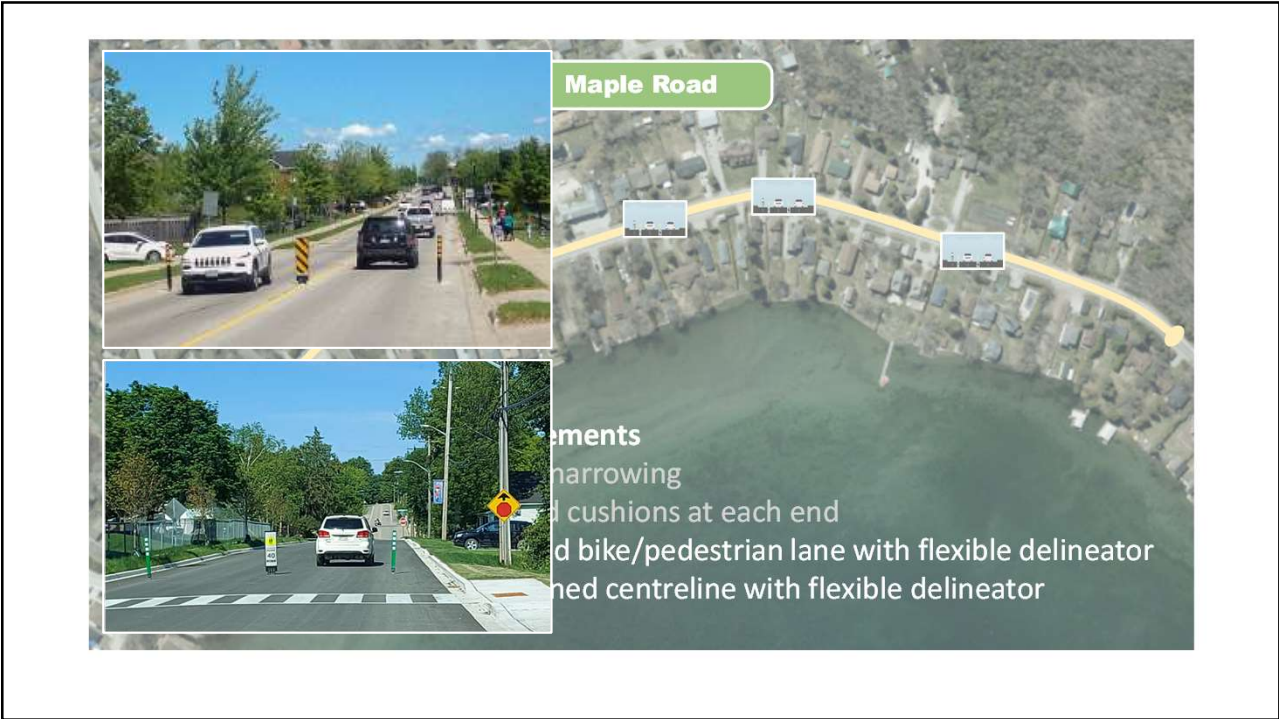 Maple Road
ements
narrowing
cushions at each end
bike/pedestrian lane with flexible delineator
centreline with flexible delineator
40